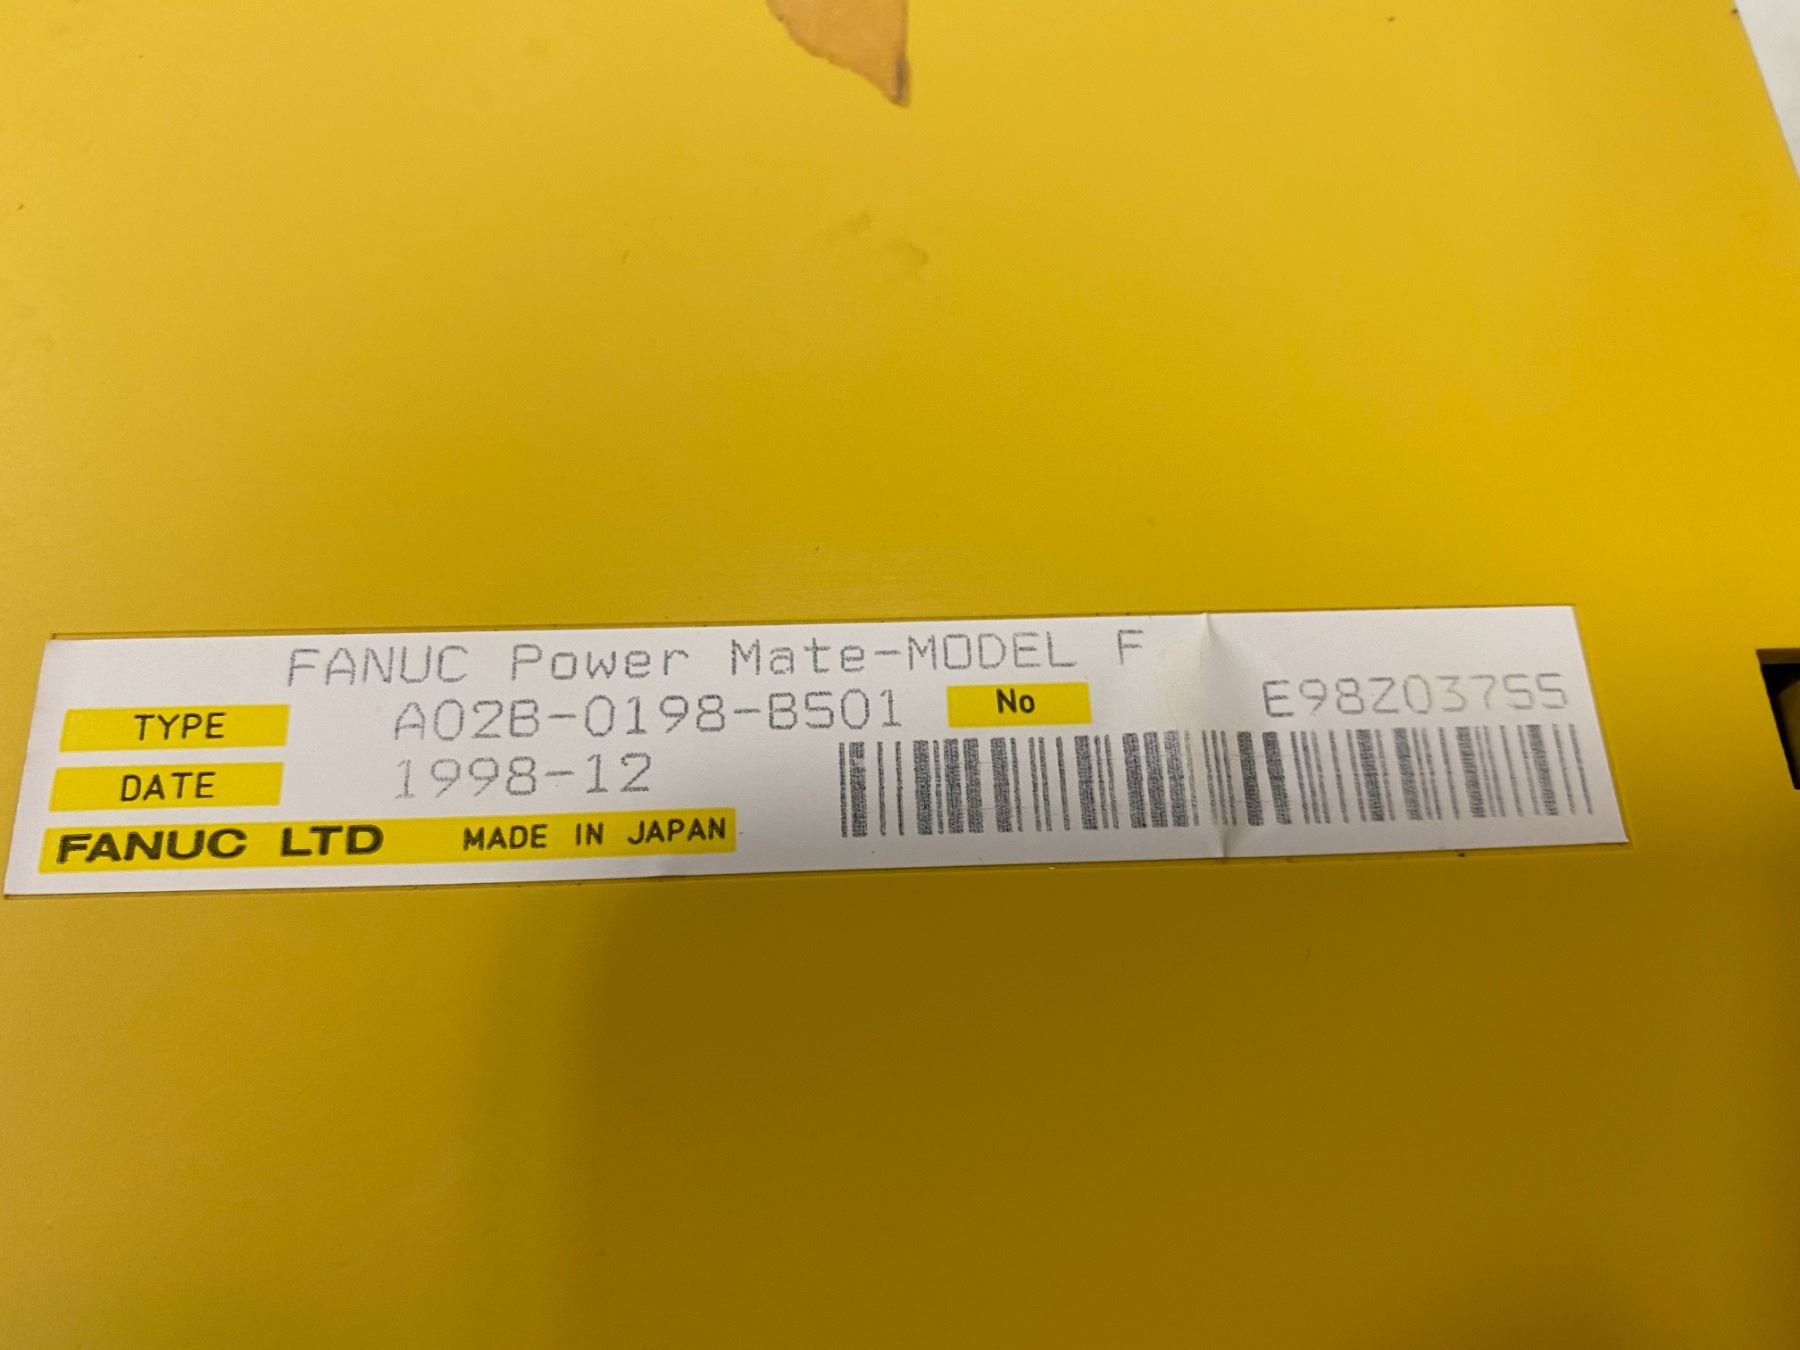 FANUC Power Mate-MODEL F
TYPE A02B-0198-B501 No E98Z03755
DATE 1998-12
FANUC LTD MADE IN JAPAN